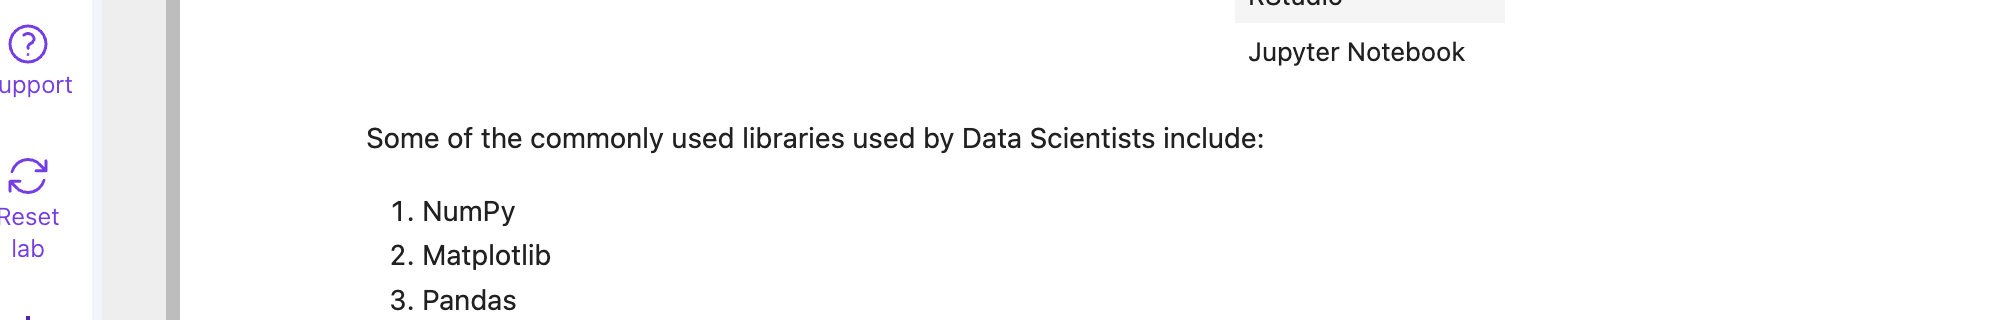 RStudio
Jupyter Notebook
upport
Some of the commonly used libraries used by Data Scientists include:
Reset
lab
1. NumPy
2. Matplotlib
3. Pandas